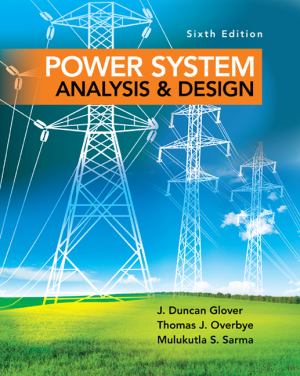 Sixth Edition
POWER SYSTEM
ANALYSIS & DESIGN
J. Duncan Glover
Thomas J. Overbye
Mulukutla S. Sarma